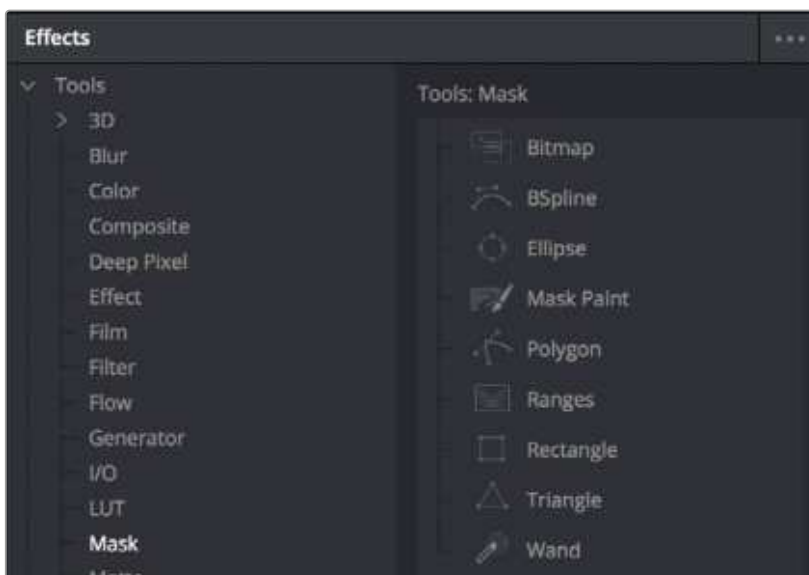 Effects
Tools
3D
Blur
Color
Composite
Deep Pixel
Effect
Film
Filter
Flow
Generator
I/O
LUT
Mask
Tools: Mask
Bitmap
BSpline
Ellipse
Mask Paint
Polygon
Ranges
Rectangle
Triangle
Wand